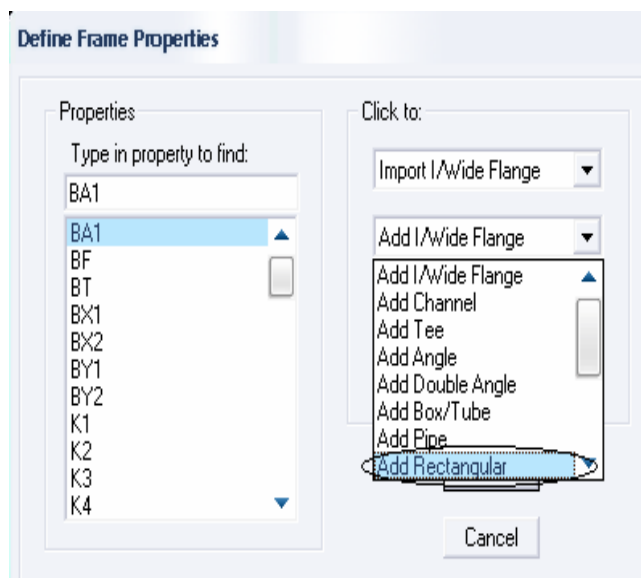 Define Frame Properties
Properties
Type in property to find:
BA1
BA1
BF
BT
BX1
BX2
BY1
BY2
K1
K2
K3
K4
Click to:
Import I/Wide Flange
Add I/Wide Flange
Add I/Wide Flange
Add Channel
Add Tee
Add Angle
Add Double Angle
Add Box/Tube
Add Pipe
Add Rectangular
Cancel